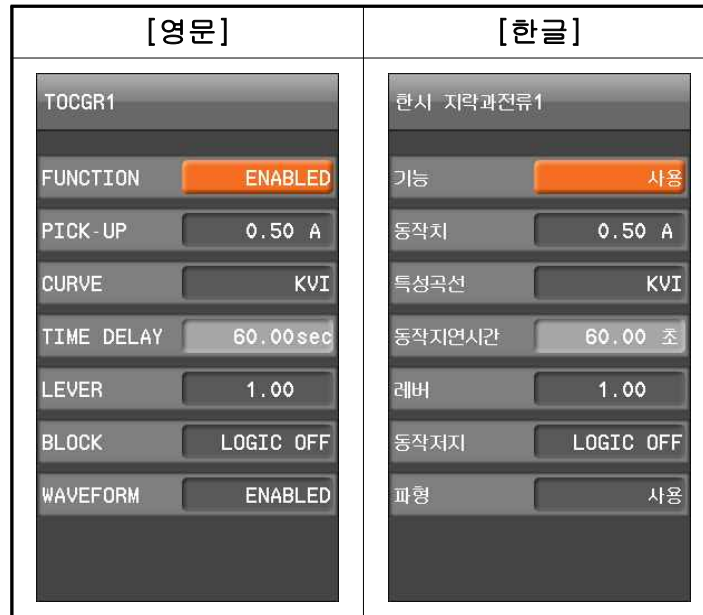 [영문]
[한글]
TOCGR1
FUNCTION ENABLED
PICK-UP 0.50 A
CURVE KVI
TIME DELAY 60.00sec
LEVER 1.00
BLOCK LOGIC OFF
WAVEFORM ENABLED
한시 지락과전류1
기능 사용
동작치 0.50 A
특성곡선 KVI
동작지연시간 60.00 초
레버 1.00
동작저지 LOGIC OFF
파형 사용